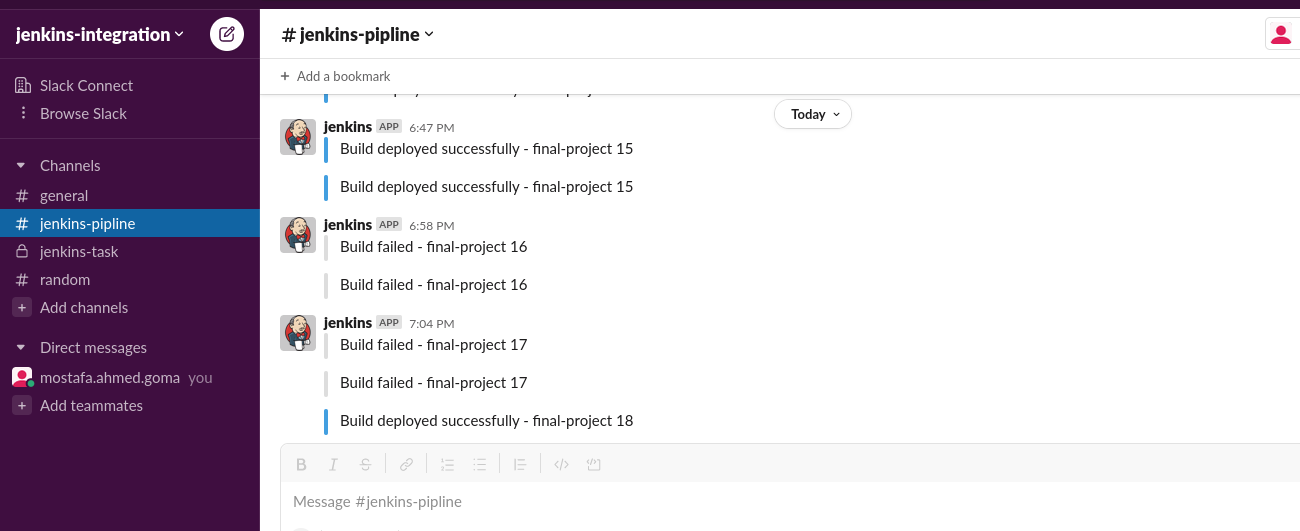 jenkins-integration
Slack Connect
Browse Slack
Channels
# general
# jenkins-pipline
jenkins-task
# random
+ Add channels
Direct messages
mostafa.ahmed.goma you
+ Add teammates
# jenkins-pipline
+ Add a bookmark
Today
jenkins APP 6:47 PM
Build deployed successfully - final-project 15
Build deployed successfully - final-project 15
jenkins APP 6:58 PM
Build failed - final-project 16
Build failed - final-project 16
jenkins APP 7:04 PM
Build failed - final-project 17
Build failed - final-project 17
Build deployed successfully - final-project 18
B I S
Message #jenkins-pipline